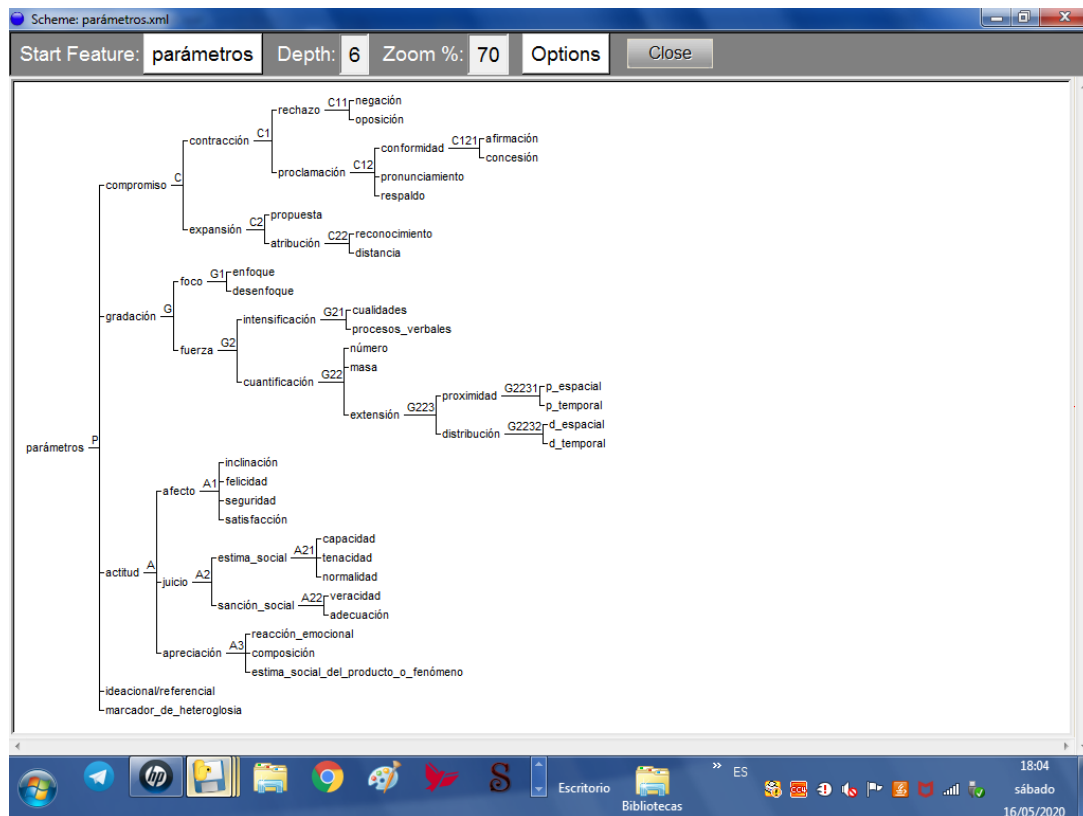 Scheme: parámetros.xml
Start Feature: parámetros Depth: 6 Zoom %: 70 Options Close
C11 negación
rechazo
oposición
C1
contracción
C121 afirmación
conformidad
concesión
C12
proclamación pronunciamiento
respaldo
C
compromiso
propuesta
C2
expansión
C22 reconocimiento
atribución
distancia
G1 enfoque
foco
desenfoque
G
gradación
G21 cualidades
intensificación
procesos_verbales
G2
fuerza
número
G22 masa
cuantificación
G2231 p_espacial
proximidad
p_temporal
G223
extensión
G2232 d_espacial
distribución
d_temporal
P
parámetros
inclinación
A1 felicidad
afecto
seguridad
satisfacción
capacidad
A21
estima_social tenacidad
normalidad
A
actitud
A2
juicio
A22 veracidad
sanción_social
adecuación
reacción_emocional
A3
apreciación composición
estima_social_del_producto_o_fenómeno
ideacional/referencial
marcador_de_heteroglosia
hp
S
Escritorio
Bibliotecas
»
ES
18:04
sábado
16/05/2020